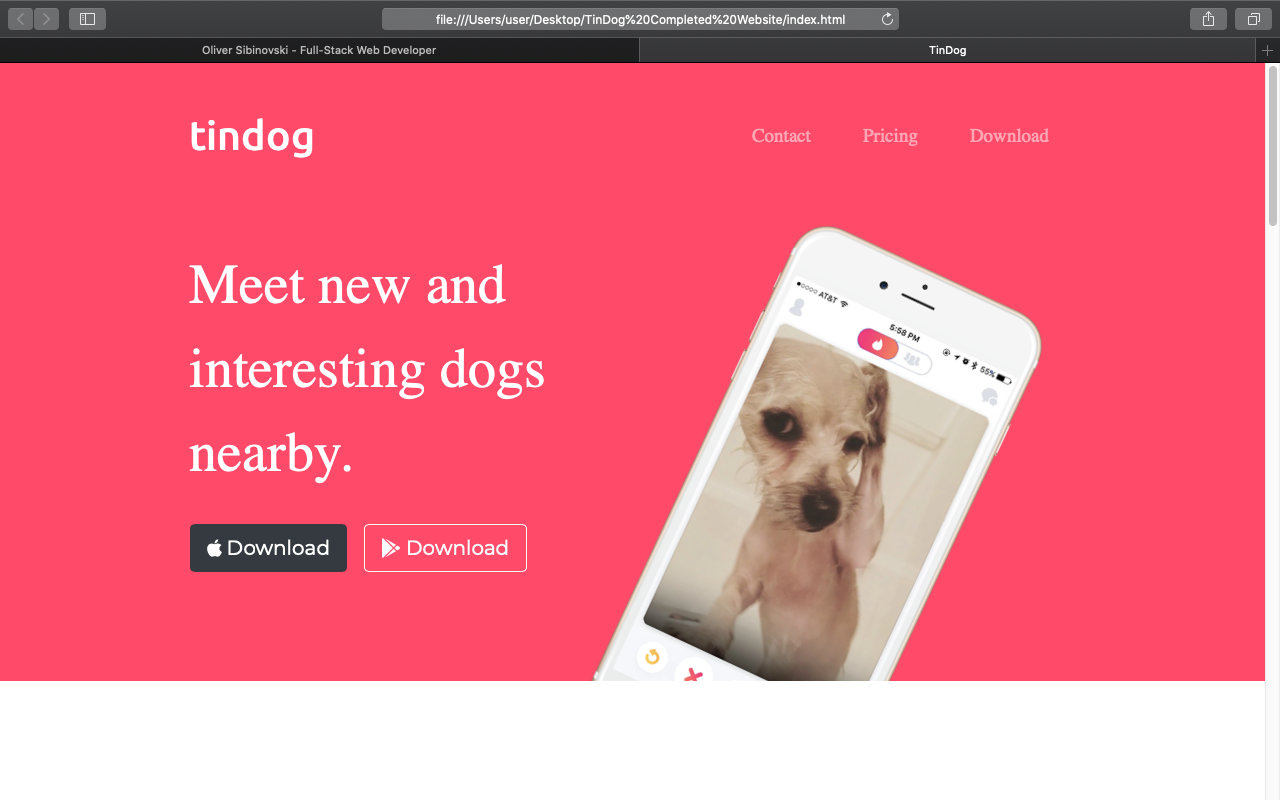 file:///Users/user/Desktop/TinDog%20Completed%20Website/index.html
Oliver Sibinovski - Full-Stack Web Developer
TinDog
tindog
Contact
Pricing
Download
Meet new and
interesting dogs
nearby.
Download
Download
AT&T
5:58 PM
55%